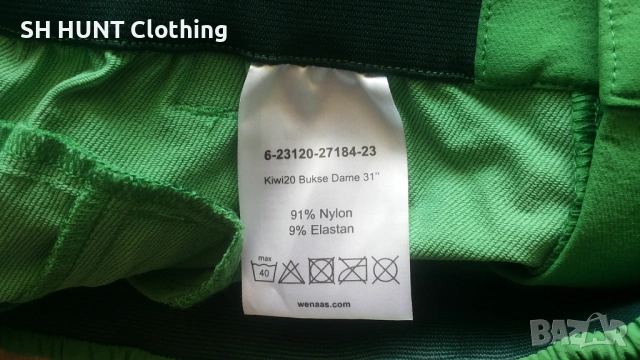 SH HUNT Clothing
6-23120-27184-23
Kiwi20 Bukse Dame 31"
91% Nylon
9% Elastan
max
40
wenaas.com
BAZAR